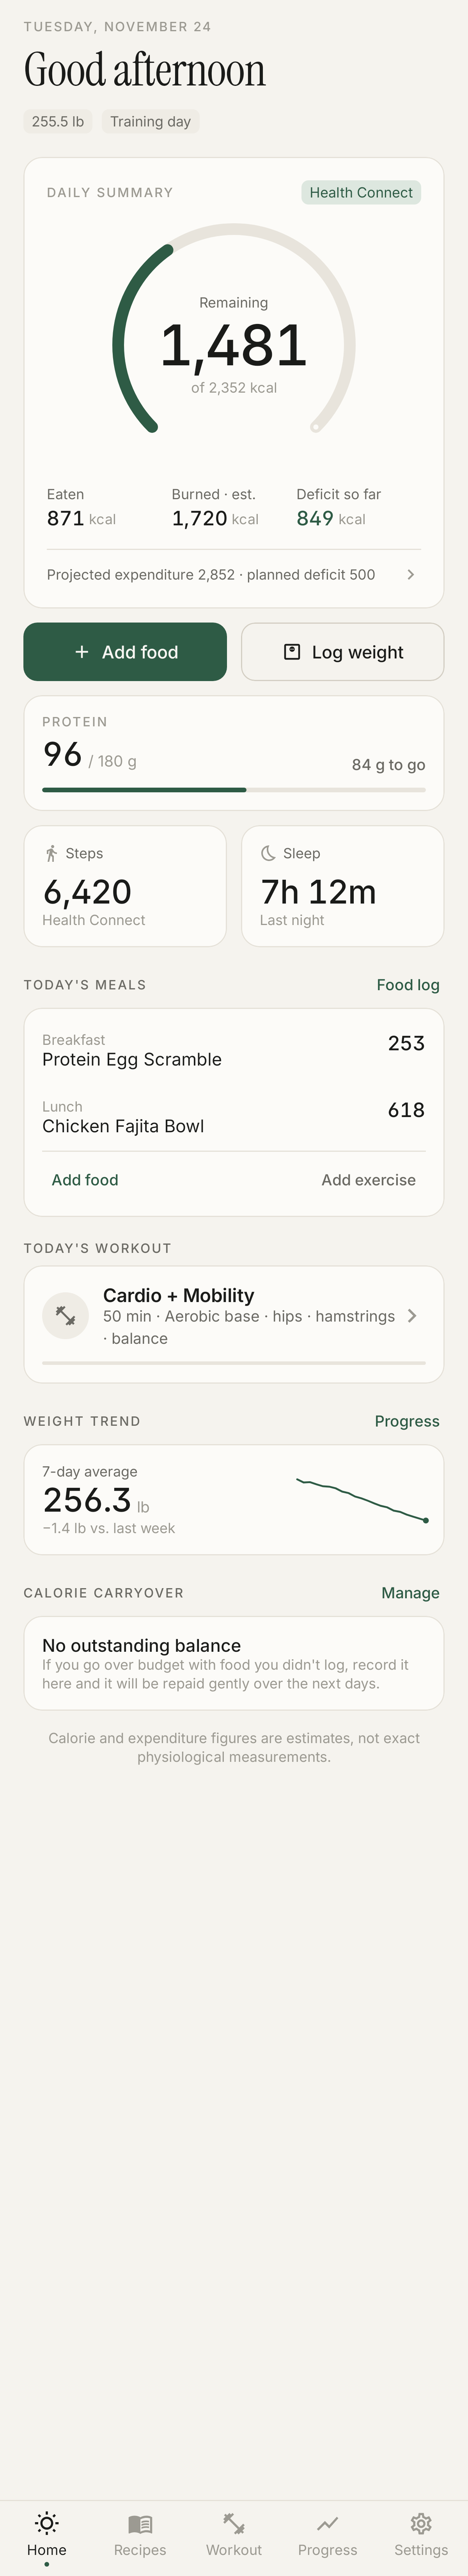 TUESDAY, NOVEMBER 24
Good afternoon
255.5 lb
Training day
DAILY SUMMARY
Health Connect
Remaining
1,481
of 2,352 kcal
Eaten
871 kcal
Burned · est.
1,720 kcal
Deficit so far
849 kcal
Projected expenditure 2,852 · planned deficit 500
Add food
Log weight
PROTEIN
96 / 180 g
84 g to go
Steps
6,420
Health Connect
Sleep
7h 12m
Last night
TODAY'S MEALS
Food log
Breakfast
Protein Egg Scramble
253
Lunch
Chicken Fajita Bowl
618
Add food
Add exercise
TODAY'S WORKOUT
Cardio + Mobility
50 min · Aerobic base · hips · hamstrings
· balance
WEIGHT TREND
Progress
7-day average
256.3 lb
−1.4 lb vs. last week
CALORIE CARRYOVER
Manage
No outstanding balance
If you go over budget with food you didn't log, record it
here and it will be repaid gently over the next days.
Calorie and expenditure figures are estimates, not exact
physiological measurements.
Home
Recipes
Workout
Progress
Settings